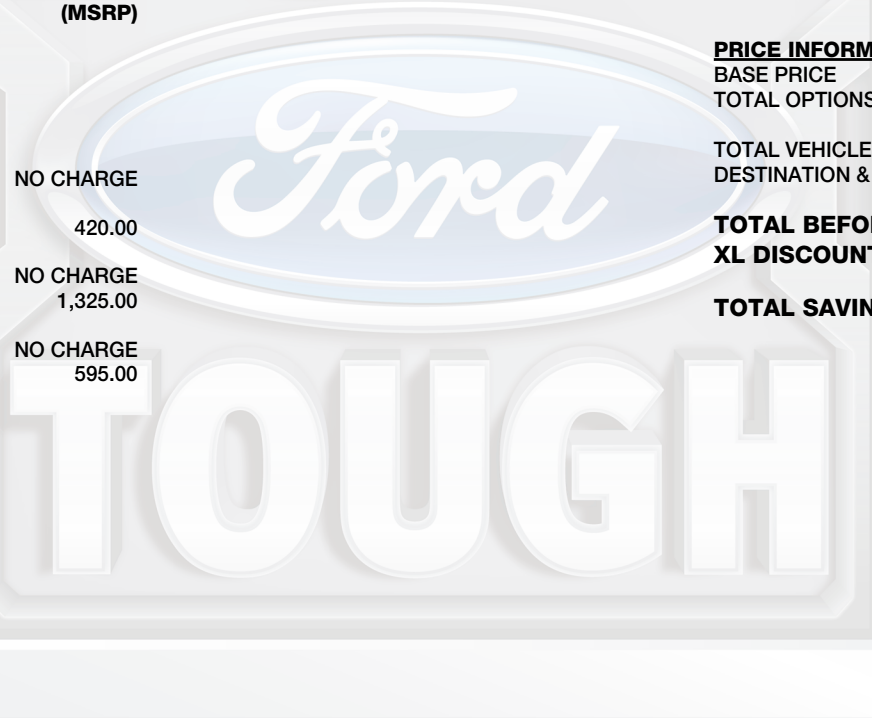 (MSRP)
NO CHARGE
420.00
NO CHARGE
1,325.00
NO CHARGE
595.00
PRICE INFORM
BASE PRICE
TOTAL OPTIONS
TOTAL VEHICLE
DESTINATION &
TOTAL BEFO
XL DISCOUNT
TOTAL SAVIN
Ford
TOUGH